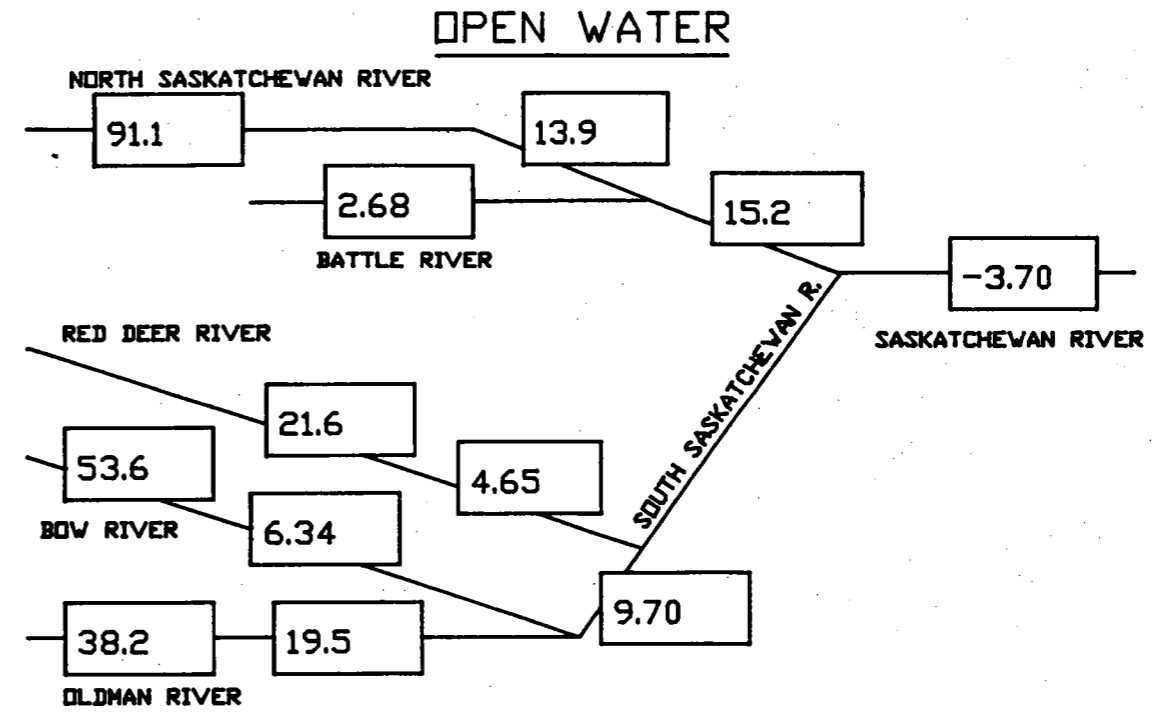 OPEN WATER
NORTH SASKATCHEWAN RIVER
91.1
13.9
2.68
15.2
BATTLE RIVER
-3.70
SASKATCHEWAN RIVER
RED DEER RIVER
21.6
53.6
4.65
SOUTH SASKATCHEWAN R.
BOW RIVER
6.34
9.70
38.2
19.5
OLDMAN RIVER